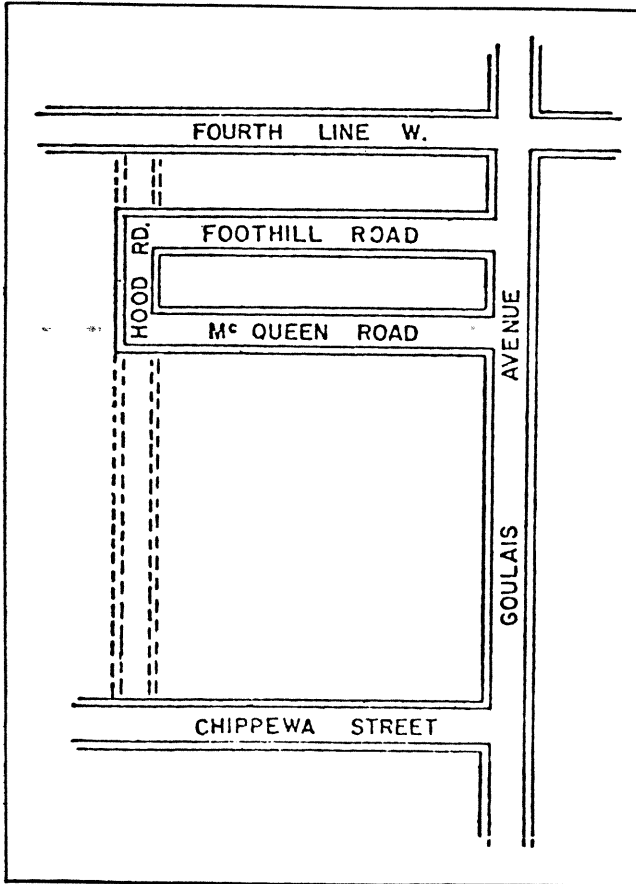 FOURTH LINE W.
FOOTHILL ROAD
HOOD RD.
Mc QUEEN ROAD
GOULAIS AVENUE
CHIPPEWA STREET